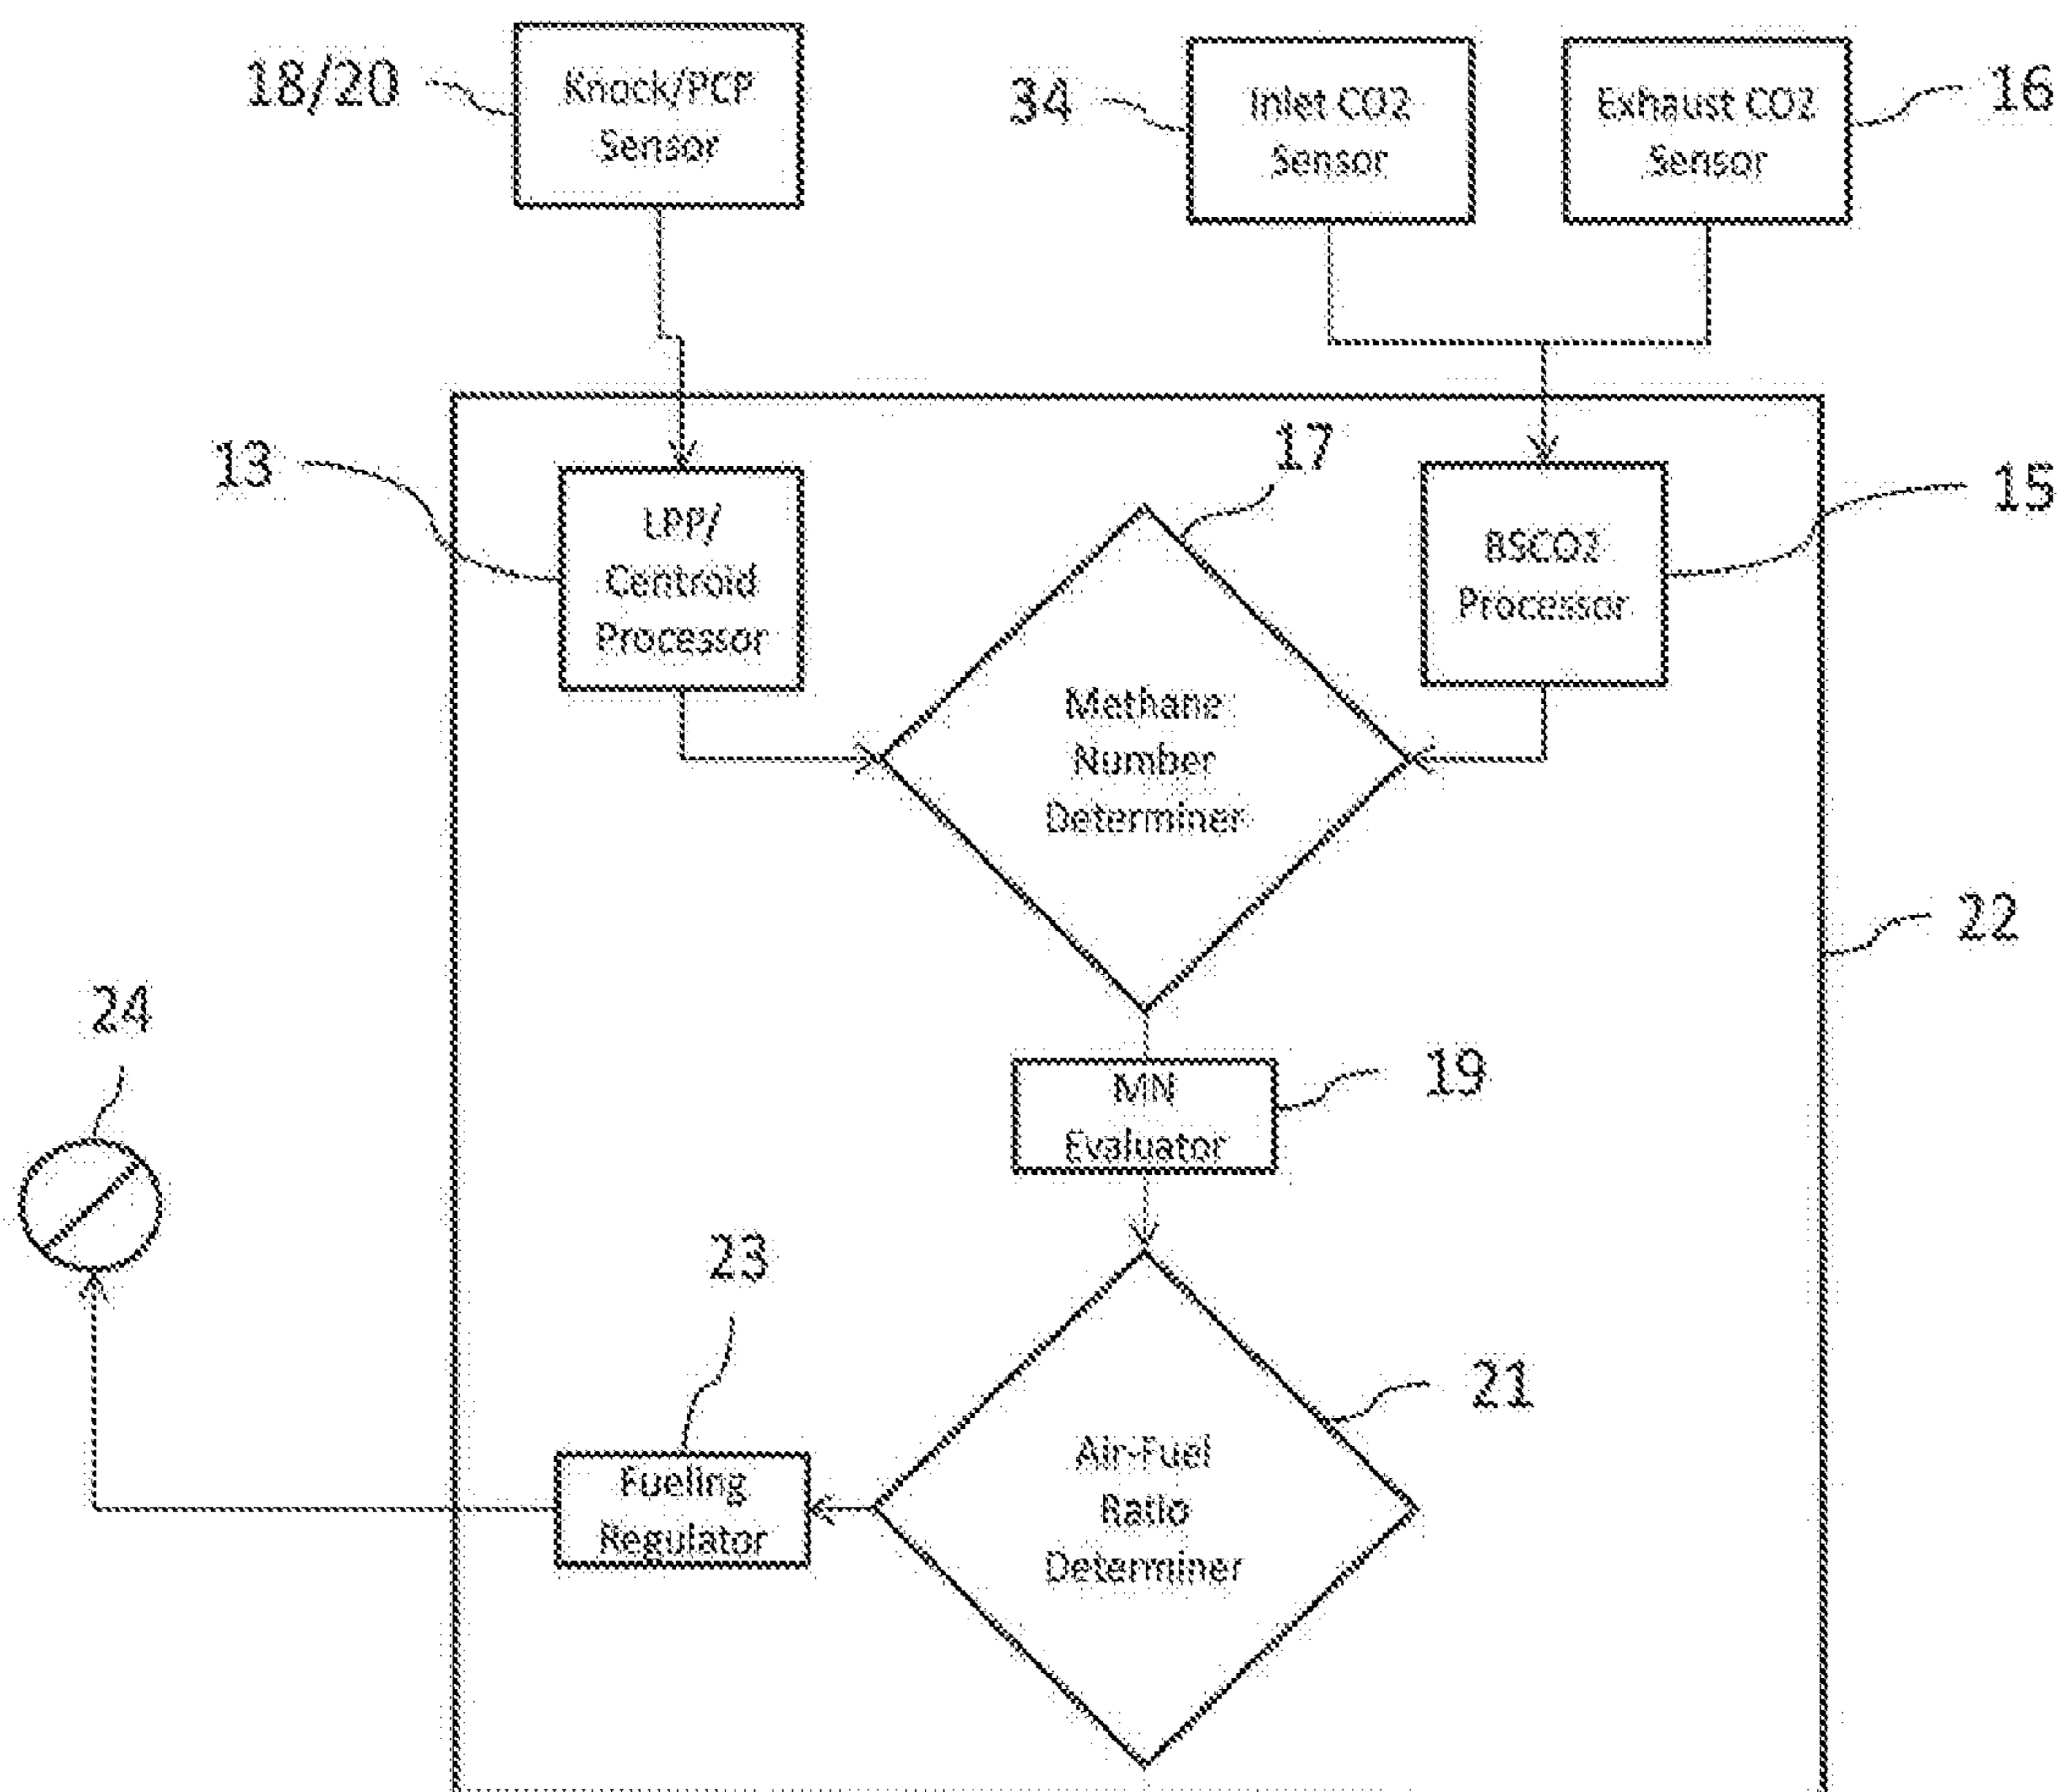 18/20
Knock/PCP
Sensor
34
Inlet CO2
Sensor
Exhaust CO2
Sensor
16
13
LPP/
Centroid
Processor
17
BSCO2
Processor
15
Methane
Number
Determiner
22
24
MN
Evaluator
19
23
Fueling
Regulator
Air-Fuel
Ratio
Determiner
21